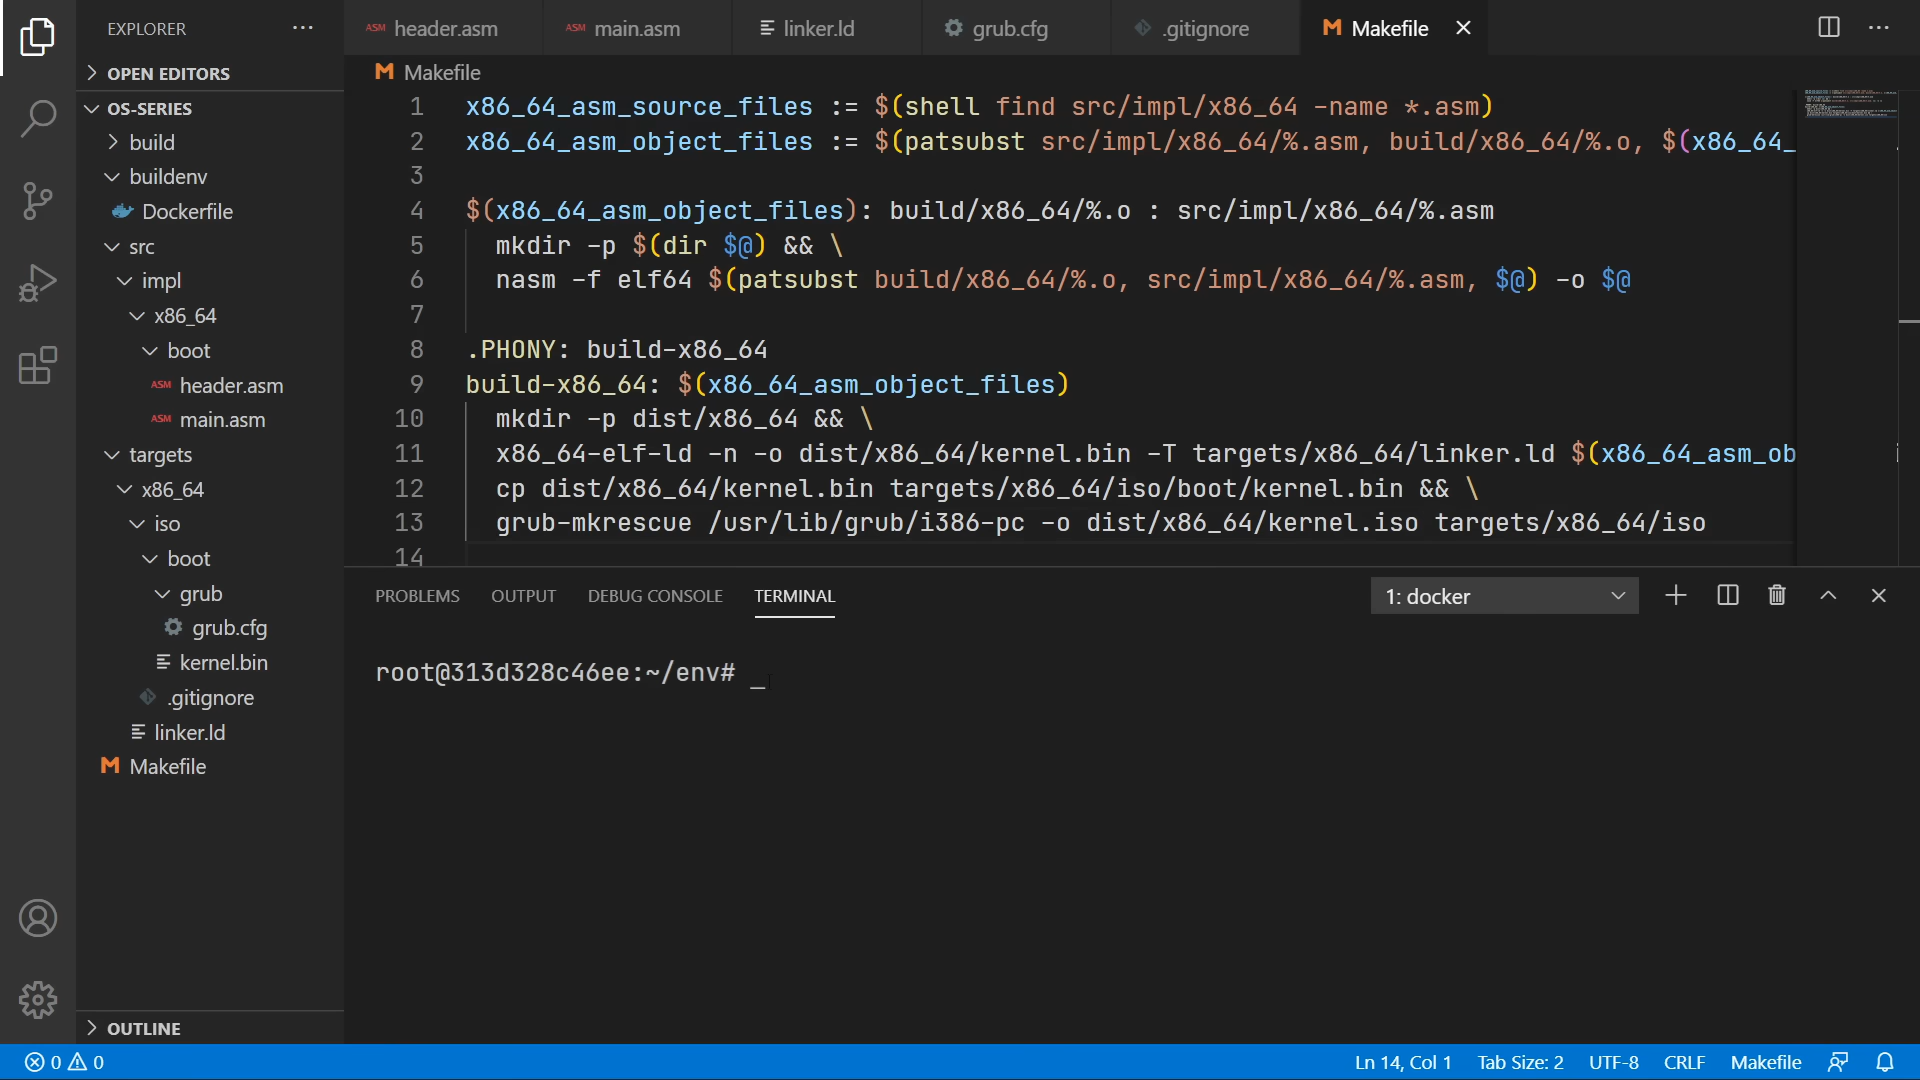 EXPLORER
OPEN EDITORS
OS-SERIES
build
buildenv
Dockerfile
src
impl
x86_64
boot
ASM header.asm
ASM main.asm
targets
x86_64
iso
boot
grub
grub.cfg
kernel.bin
.gitignore
linker.ld
M Makefile
OUTLINE
ASM header.asm
ASM main.asm
linker.ld
grub.cfg
.gitignore
M Makefile
M Makefile
1 x86_64_asm_source_files := $(shell find src/impl/x86_64 -name *.asm)
2 x86_64_asm_object_files := $(patsubst src/impl/x86_64/%.asm, build/x86_64/%.o, $(x86_64_
3
4 $(x86_64_asm_object_files): build/x86_64/%.o : src/impl/x86_64/%.asm
5 mkdir -p $(dir $@) && \
6 nasm -f elf64 $(patsubst build/x86_64/%.o, src/impl/x86_64/%.asm, $@) -o $@
7
8 .PHONY: build-x86_64
9 build-x86_64: $(x86_64_asm_object_files)
10 mkdir -p dist/x86_64 && \
11 x86_64-elf-ld -n -o dist/x86_64/kernel.bin -T targets/x86_64/linker.ld $(x86_64_asm_ob
12 cp dist/x86_64/kernel.bin targets/x86_64/iso/boot/kernel.bin && \
13 grub-mkrescue /usr/lib/grub/i386-pc -o dist/x86_64/kernel.iso targets/x86_64/iso
14
PROBLEMS OUTPUT DEBUG CONSOLE TERMINAL
1: docker
root@313d328c46ee:~/env# _
0 0
Ln 14, Col 1 Tab Size: 2 UTF-8 CRLF Makefile